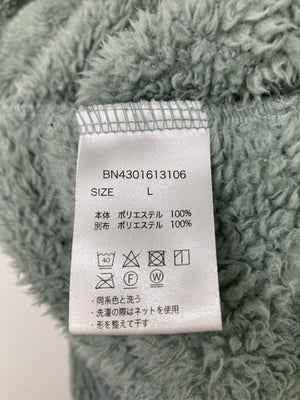 BN4301613106
SIZE L
本体 ポリエステル 100%
別布 ポリエステル 100%
40
F W
・同系色と洗う
・洗濯の際はネットを使用
・形を整えて干す